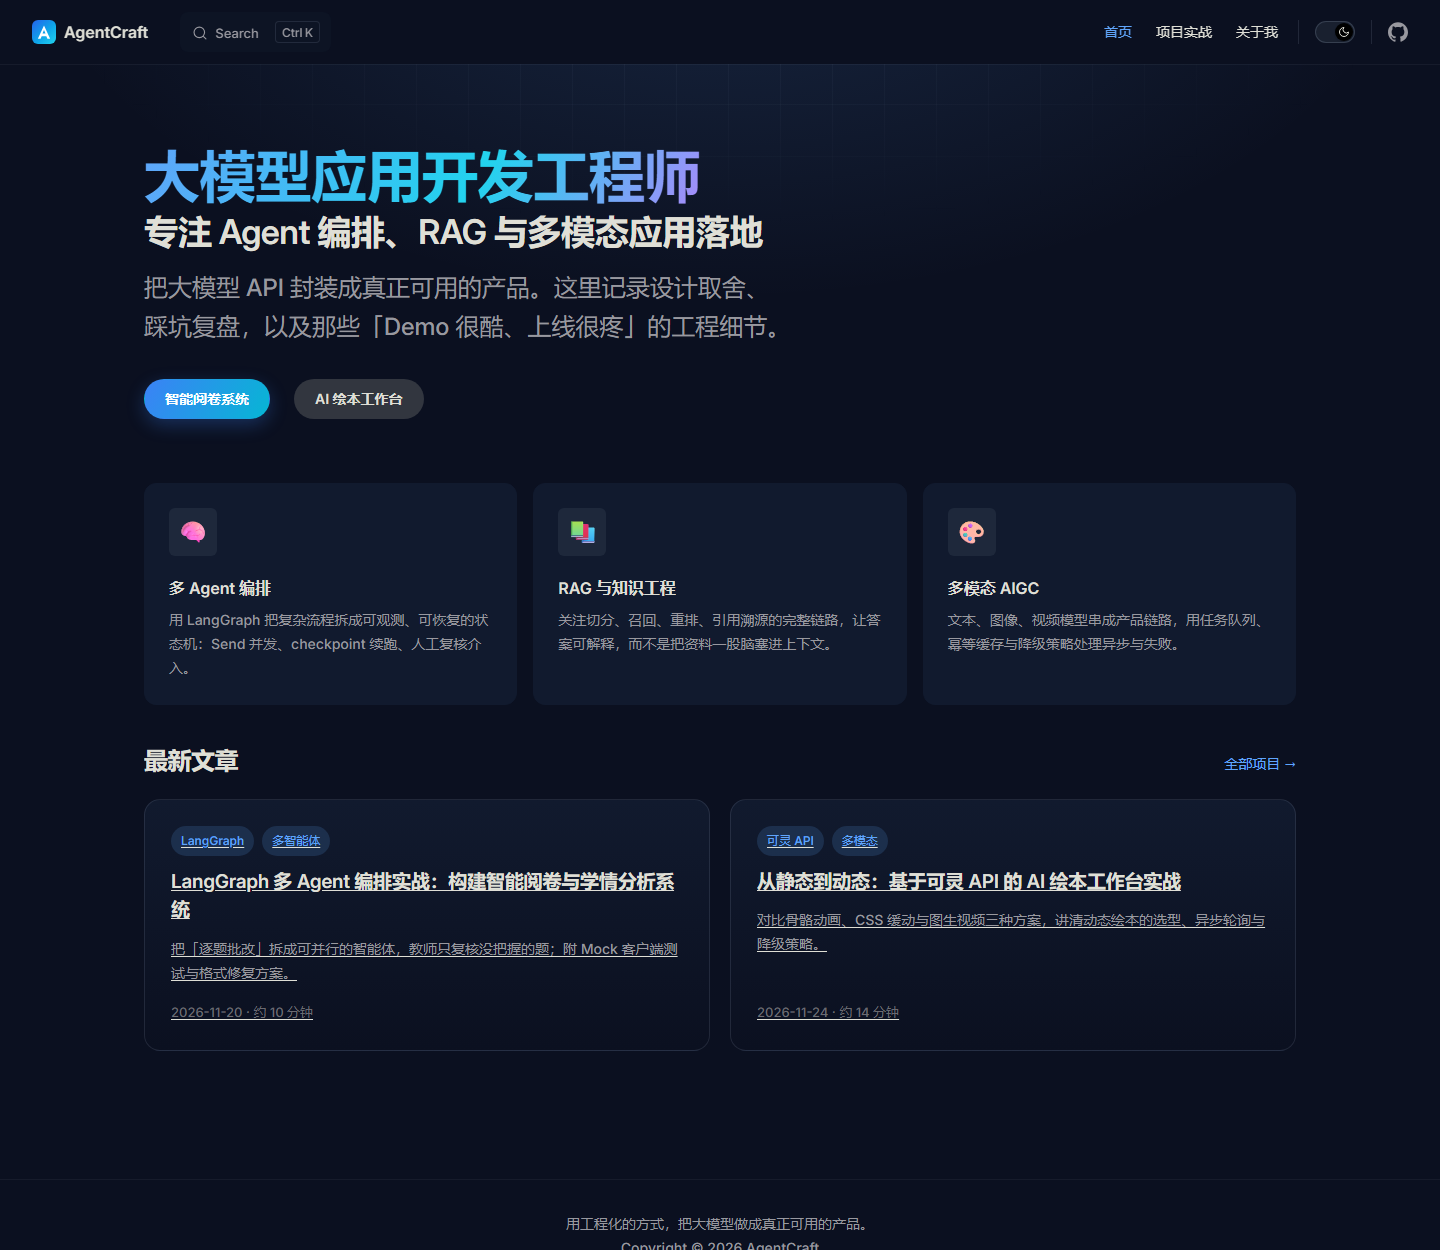 AgentCraft
Search Ctrl K
首页 项目实战 关于我
大模型应用开发工程师
专注 Agent 编排、RAG 与多模态应用落地
把大模型 API 封装成真正可用的产品。这里记录设计取舍、
踩坑复盘，以及那些「Demo 很酷、上线很疼」的工程细节。
智能阅卷系统
AI 绘本工作台
多 Agent 编排
用 LangGraph 把复杂流程拆成可观测、可恢复的状
态机：Send 并发、checkpoint 续跑、人工复核介
入。
RAG 与知识工程
关注切分、召回、重排、引用溯源的完整链路，让答
案可解释，而不是把资料一股脑塞进上下文。
多模态 AIGC
文本、图像、视频模型串成产品链路，用任务队列、
幂等缓存与降级策略处理异步与失败。
最新文章
全部项目 →
LangGraph 多智能体
LangGraph 多 Agent 编排实战：构建智能阅卷与学情分析系
统
把「逐题批改」拆成可并行的智能体，教师只复核没把握的题；附 Mock 客户端测
试与格式修复方案。
2026-11-20 · 约 10 分钟
可灵 API 多模态
从静态到动态：基于可灵 API 的 AI 绘本工作台实战
对比骨骼动画、CSS 缓动与图生视频三种方案，讲清动态绘本的选型、异步轮询与
降级策略。
2026-11-24 · 约 14 分钟
用工程化的方式，把大模型做成真正可用的产品。
Copyright © 2026 AgentCraft